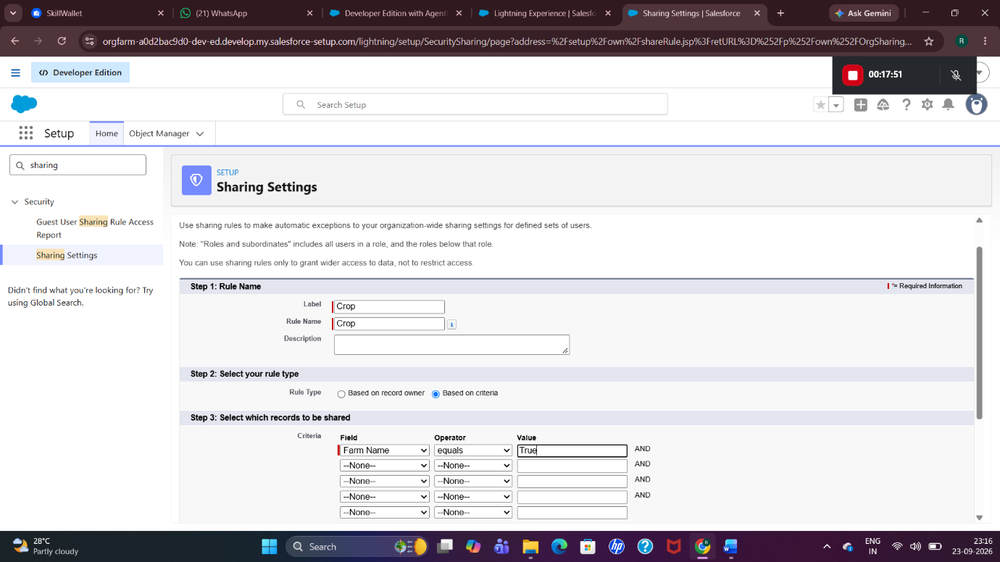 SkillWallet
(21) WhatsApp
Developer Edition with Agent
Lightning Experience | Salesfo
Sharing Settings | Salesforce
Ask Gemini
orgfarm-a0d2bac9d0-dev-ed.develop.my.salesforce-setup.com/lightning/setup/SecuritySharing/page?address=%2Fsetup%2Fown%2FshareRule.jsp%3FretURL%3D%252Fp%252Fown%252FOrgSharing...
R
Developer Edition
00:17:51
Search Setup
Setup
Home
Object Manager
sharing
Security
Guest User Sharing Rule Access
Report
Sharing Settings
Didn't find what you're looking for? Try
using Global Search.
SETUP
Sharing Settings
Use sharing rules to make automatic exceptions to your organization-wide sharing settings for defined sets of users.
Note: "Roles and subordinates" includes all users in a role, and the roles below that role.
You can use sharing rules only to grant wider access to data, not to restrict access.
Step 1: Rule Name
= Required Information
Label
Crop
Rule Name
Crop
i
Description
Step 2: Select your rule type
Rule Type
Based on record owner
Based on criteria
Step 3: Select which records to be shared
Criteria
Field Operator Value
Farm Name equals True AND
--None-- --None-- AND
--None-- --None-- AND
--None-- --None-- AND
--None-- --None--
28°C
Partly cloudy
Search
ENG
IN
23:16
23-09-2026